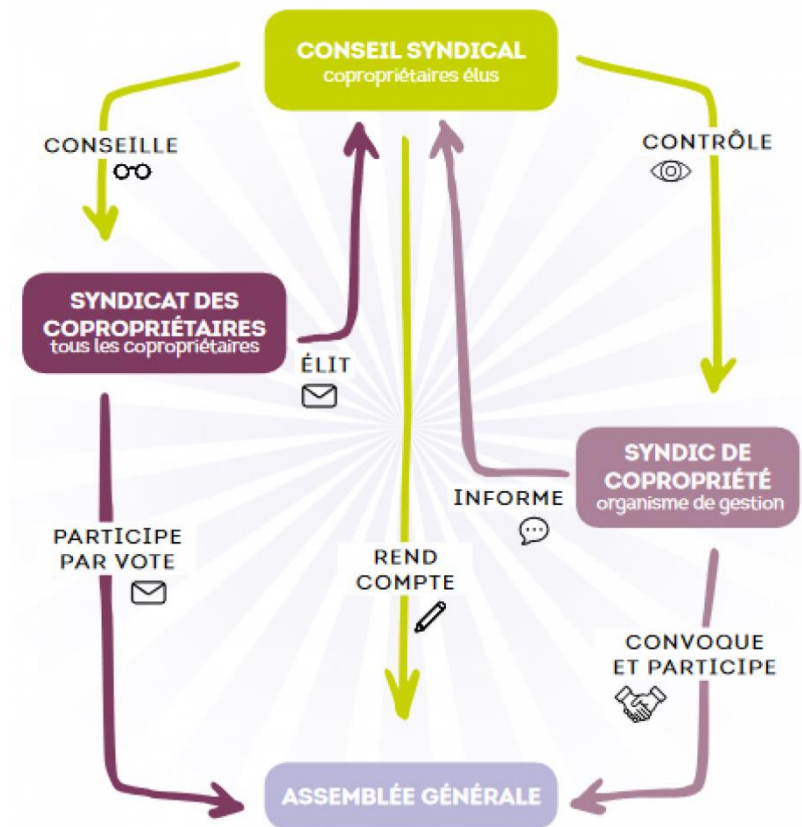 CONSEIL SYNDICAL
copropriétaires élus
CONSEILLE
CONTRÔLE
SYNDICAT DES
COPROPRIÉTAIRES
tous les copropriétaires
ÉLIT
SYNDIC DE
COPROPRIÉTÉ
organisme de gestion
INFORME
PARTICIPE
PAR VOTE
REND
COMPTE
CONVOQUE
ET PARTICIPE
ASSEMBLÉE GÉNÉRALE